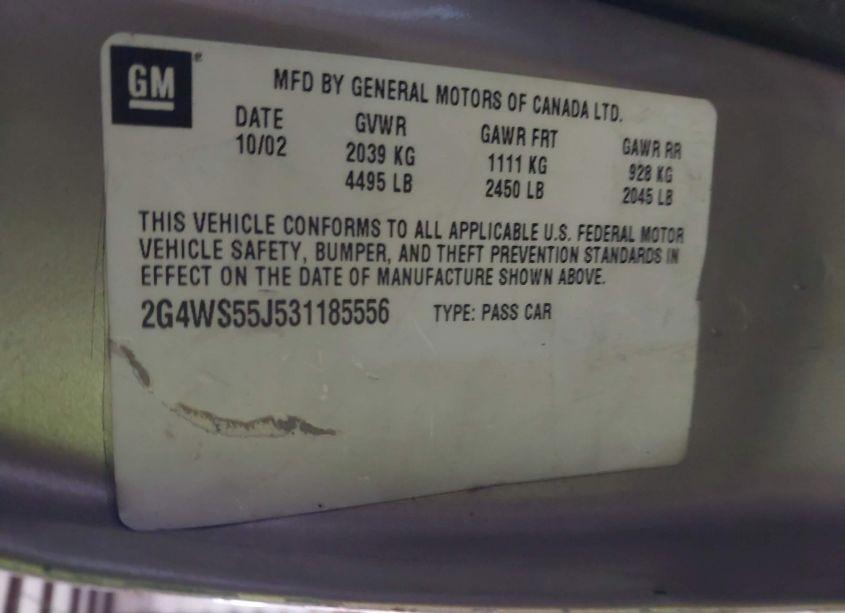 GM®
MFD BY GENERAL MOTORS OF CANADA LTD.
DATE GVWR GAWR FRT GAWR RR
10/02 2039 KG 1111 KG 928 KG
4495 LB 2450 LB 2045 LB
THIS VEHICLE CONFORMS TO ALL APPLICABLE U.S. FEDERAL MOTOR
VEHICLE SAFETY, BUMPER, AND THEFT PREVENTION STANDARDS IN
EFFECT ON THE DATE OF MANUFACTURE SHOWN ABOVE.
2G4WS55J531185556 TYPE: PASS CAR